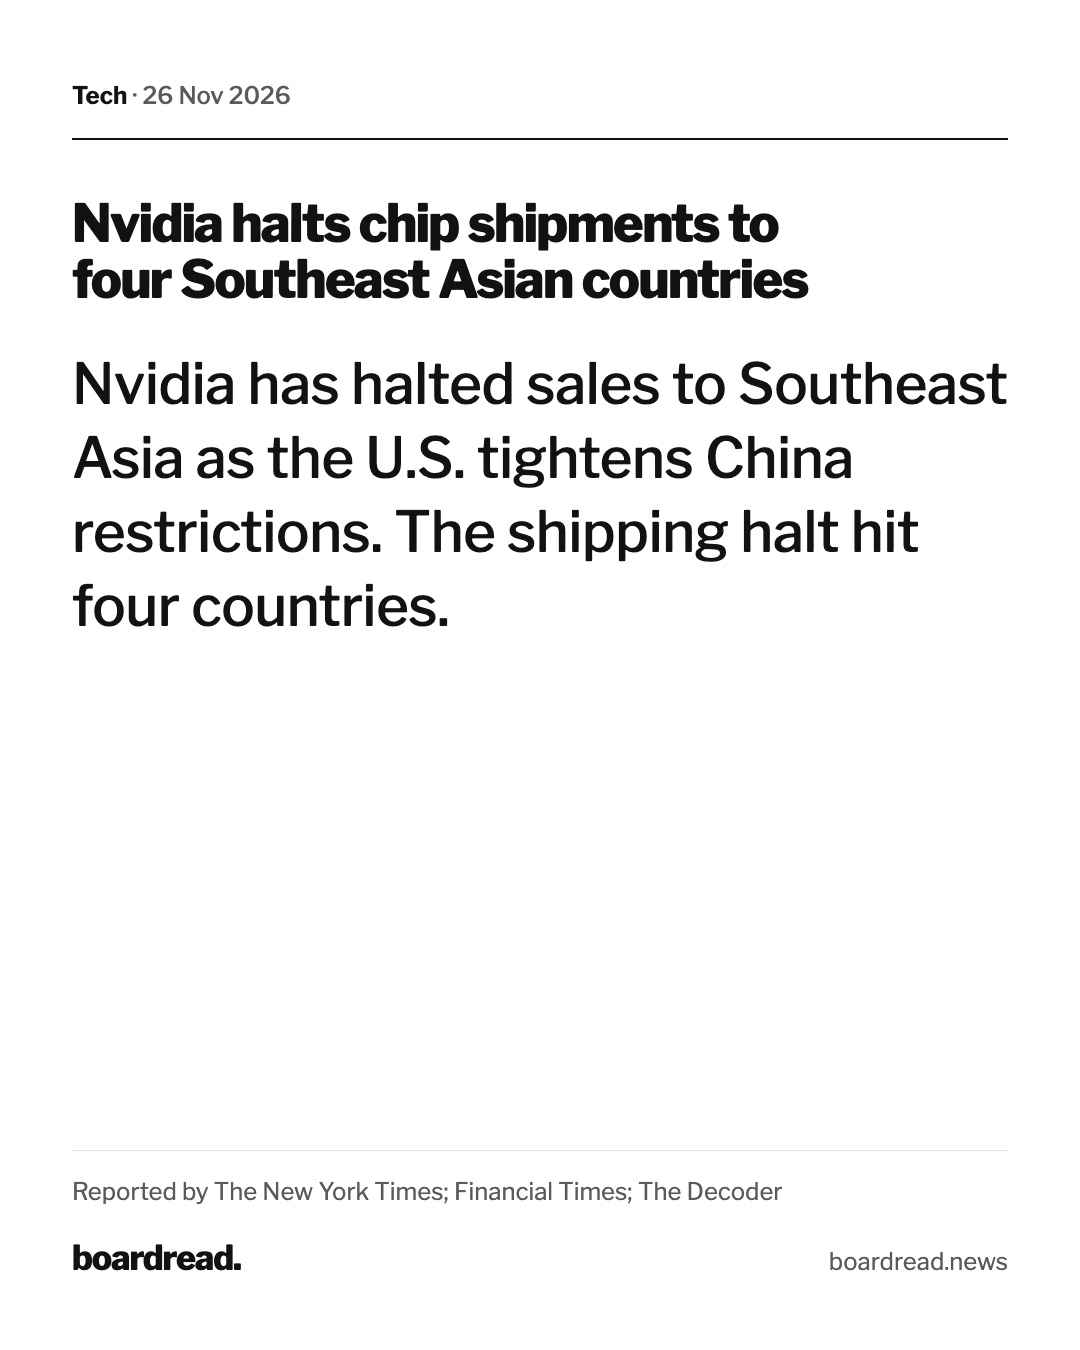 Tech · 26 Nov 2026
Nvidia halts chip shipments to
four Southeast Asian countries
Nvidia has halted sales to Southeast
Asia as the U.S. tightens China
restrictions. The shipping halt hit
four countries.
Reported by The New York Times; Financial Times; The Decoder
boardread.
boardread.news